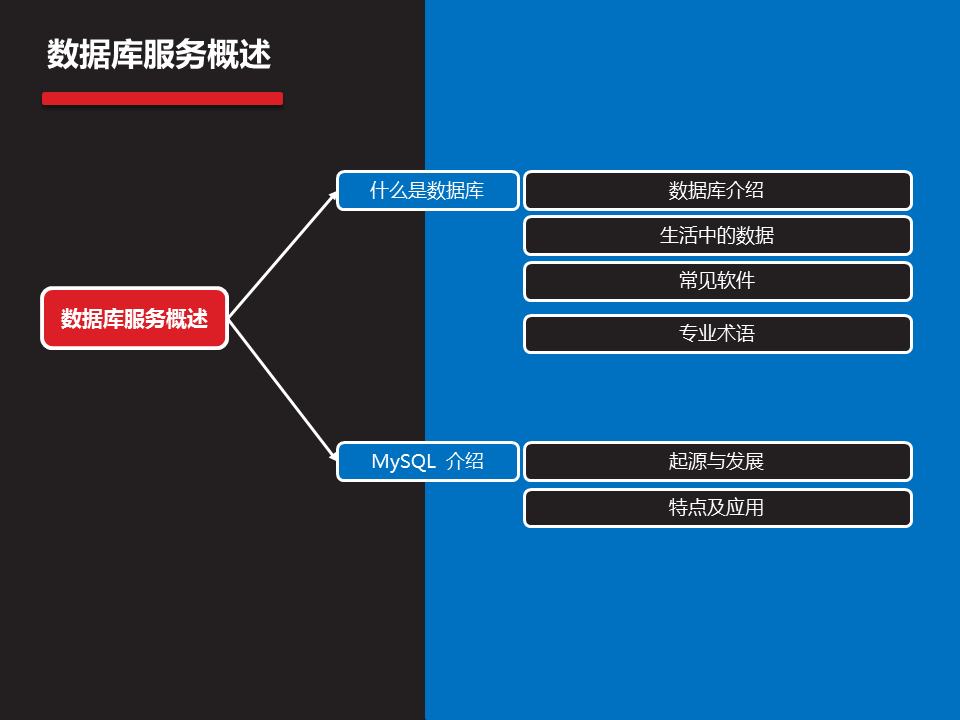 数据库服务概述
什么是数据库
数据库介绍
生活中的数据
常见软件
专业术语
数据库服务概述
MySQL 介绍
起源与发展
特点及应用